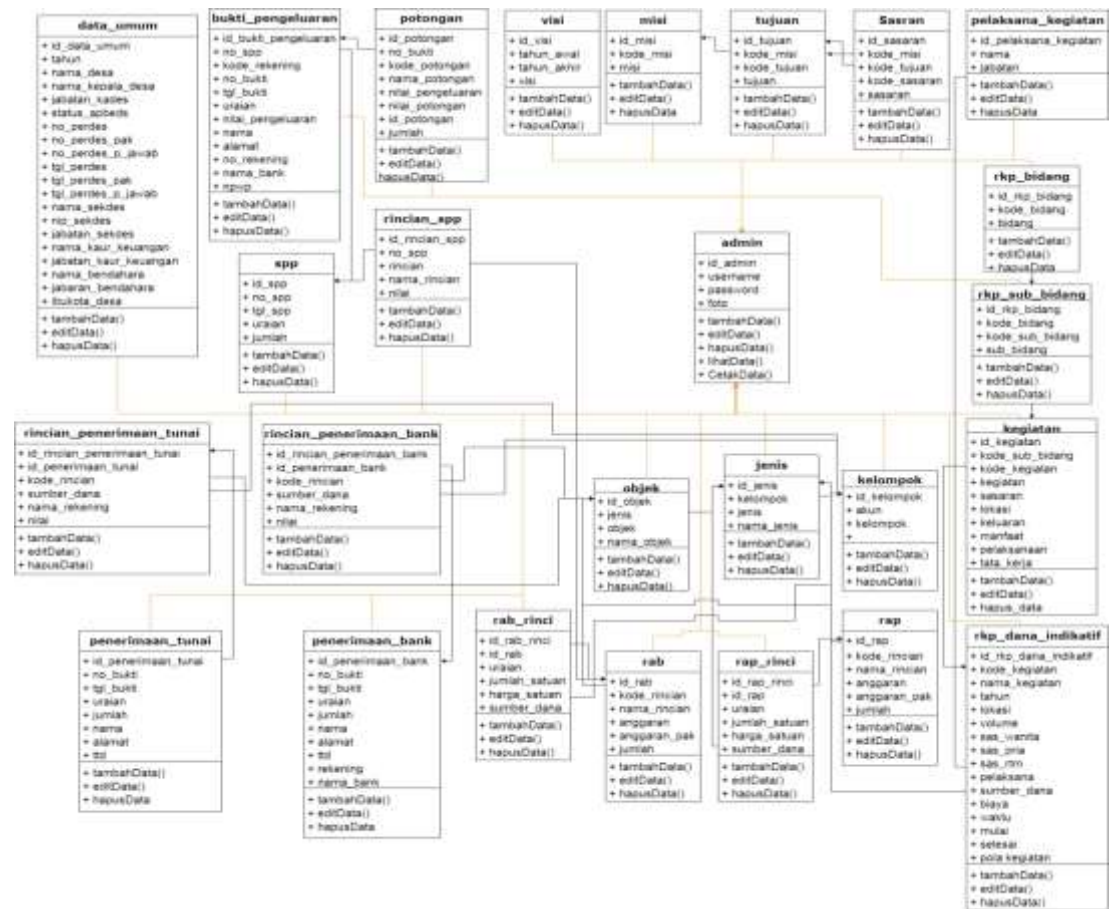 data_umum
+ id_data_umum
+ tahun
+ nama_desa
+ nama_kepala_desa
+ jabatan_kades
+ status_apbeds
+ no_perdes
+ no_perdes_pak
+ no_perdes_p_jawab
+ tgl_perdes
+ tgl_perdes_pak
+ tgl_perdes_p_jawab
+ nama_sekdes
+ nip_sekdes
+ jabatan_sekdes
+ nama_kaur_keuangan
+ jabatan_kaur_keuangan
+ nama_bendahara
+ jabaran_bendahara
+ ibukota_desa
+ tambahData()
+ editData()
+ hapusData()
bukti_pengeluaran
+ id_bukti_pengeluaran
+ no_spp
+ kode_rekening
+ no_bukti
+ tgl_bukti
+ uraian
+ nilai_pengeluaran
+ nama
+ alamat
+ no_rekening
+ nama_bank
+ npwp
+ tambahData()
+ editData()
+ hapusData()
potongan
+ id_potongan
+ no_bukti
+ kode_potongan
+ nama_potongan
+ nilai_pengeluaran
+ nilai_potongan
+ id_potongan
+ jumlah
+ tambahData()
+ editData()
hapusData()
visi
+ id_visi
+ tahun_awal
+ tahun_akhir
+ visi
+ tambahData()
+ editData()
+ hapusData()
misi
+ id_misi
+ kode_misi
+ misi
+ tambahData()
+ editData()
+ hapusData
tujuan
+ id_tujuan
+ kode_misi
+ kode_tujuan
+ tujuan
+ tambahData()
+ editData()
+ hapusData()
Sasran
+ id_sasaran
+ kode_misi
+ kode_tujuan
+ kode_sasaran
+ sasaran
+ tambahData()
+ editData()
+ hapusData()
pelaksana_kegiatan
+ id_pelaksana_kegiatan
+ nama
+ jabatan
+ tambahData()
+ editData()
+ hapusData
rkp_bidang
+ id_rkp_bidang
+ kode_bidang
+ bidang
+ tambahData()
+ editData()
+ hapusData
rincian_spp
+ id_rincian_spp
+ no_spp
+ rincian
+ nama_rincian
+ nilai
+ tambahData()
+ editData()
+ hapusData()
spp
+ id_spp
+ no_spp
+ tgl_spp
+ uraian
+ jumlah
+ tambahData()
+ editData()
+ hapusData()
admin
+ id_admin
+ username
+ password
+ foto
+ tambahData()
+ editData()
+ hapusData()
+ lihatData()
+ CetakData()
rkp_sub_bidang
+ id_rkp_bidang
+ kode_bidang
+ kode_sub_bidang
+ sub_bidang
+ tambahData()
+ editData()
+ hapusData()
rincian_penerimaan_tunai
+ id_rincian_penerimaan_tunai
+ id_penerimaan_tunai
+ kode_rincian
+ sumber_dana
+ nama_rekening
+ nilai
+ tambahData()
+ editData()
+ hapusData()
rincian_penerimaan_bank
+ id_rincian_penerimaan_bank
+ id_penerimaan_bank
+ kode_rincian
+ sumber_dana
+ nama_rekening
+ nilai
+ tambahData()
+ editData()
+ hapusData()
objek
+ id_objek
+ jenis
+ objek
+ nama_objek
+ tambahData()
+ editData()
+ hapusData()
jenis
+ id_jenis
+ kelompok
+ jenis
+ nama_jenis
+ tambahData()
+ editData()
+ hapusData()
kelompok
+ id_kelompok
+ akun
+ kelompok
+
+ tambahData()
+ editData()
+ hapusData()
kegiatan
+ id_kegiatan
+ kode_sub_bidang
+ kode_kegiatan
+ kegiatan
+ sasaran
+ lokasi
+ keluaran
+ manfaat
+ pelaksanaan
+ tata_kerja
+ tambahData()
+ editData()
+ hapus_data
penerimaan_tunai
+ id_penerimaan_tunai
+ no_bukti
+ tgl_bukti
+ uraian
+ jumlah
+ nama
+ alamat
+ ttd
+ tambahData()
+ editData()
+ hapusData
penerimaan_bank
+ id_penerimaan_bank
+ no_bukti
+ tgl_bukti
+ uraian
+ jumlah
+ nama
+ alamat
+ ttd
+ rekening
+ nama_bank
+ tambahData()
+ editData()
+ hapusData
rab_rinci
+ id_rab_rinci
+ id_rab
+ uraian
+ jumlah_satuan
+ harga_satuan
+ sumber_dana
+ tambahData()
+ editData()
+ hapusData()
rab
+ id_rab
+ kode_rincian
+ nama_rincian
+ anggaran
+ anggaran_pak
+ jumlah
+ tambahData()
+ editData()
+ hapusData()
rap_rinci
+ id_rap_rinci
+ id_rap
+ uraian
+ jumlah_satuan
+ harga_satuan
+ sumber_dana
+ tambahData()
+ editData()
+ hapusData()
rap
+ id_rap
+ kode_rincian
+ nama_rincian
+ anggaran
+ anggaran_pak
+ jumlah
+ tambahData()
+ editData()
+ hapusData()
rkp_dana_indikatif
+ id_rkp_dana_indikatif
+ kode_kegiatan
+ nama_kegiatan
+ tahun
+ lokasi
+ volume
+ sas_wanita
+ sas_pria
+ sas_rtm
+ pelaksana
+ sumber_dana
+ biaya
+ waktu
+ mulai
+ selesai
+ pola kegiatan
+ tambahData()
+ editData()
+ hapusData()